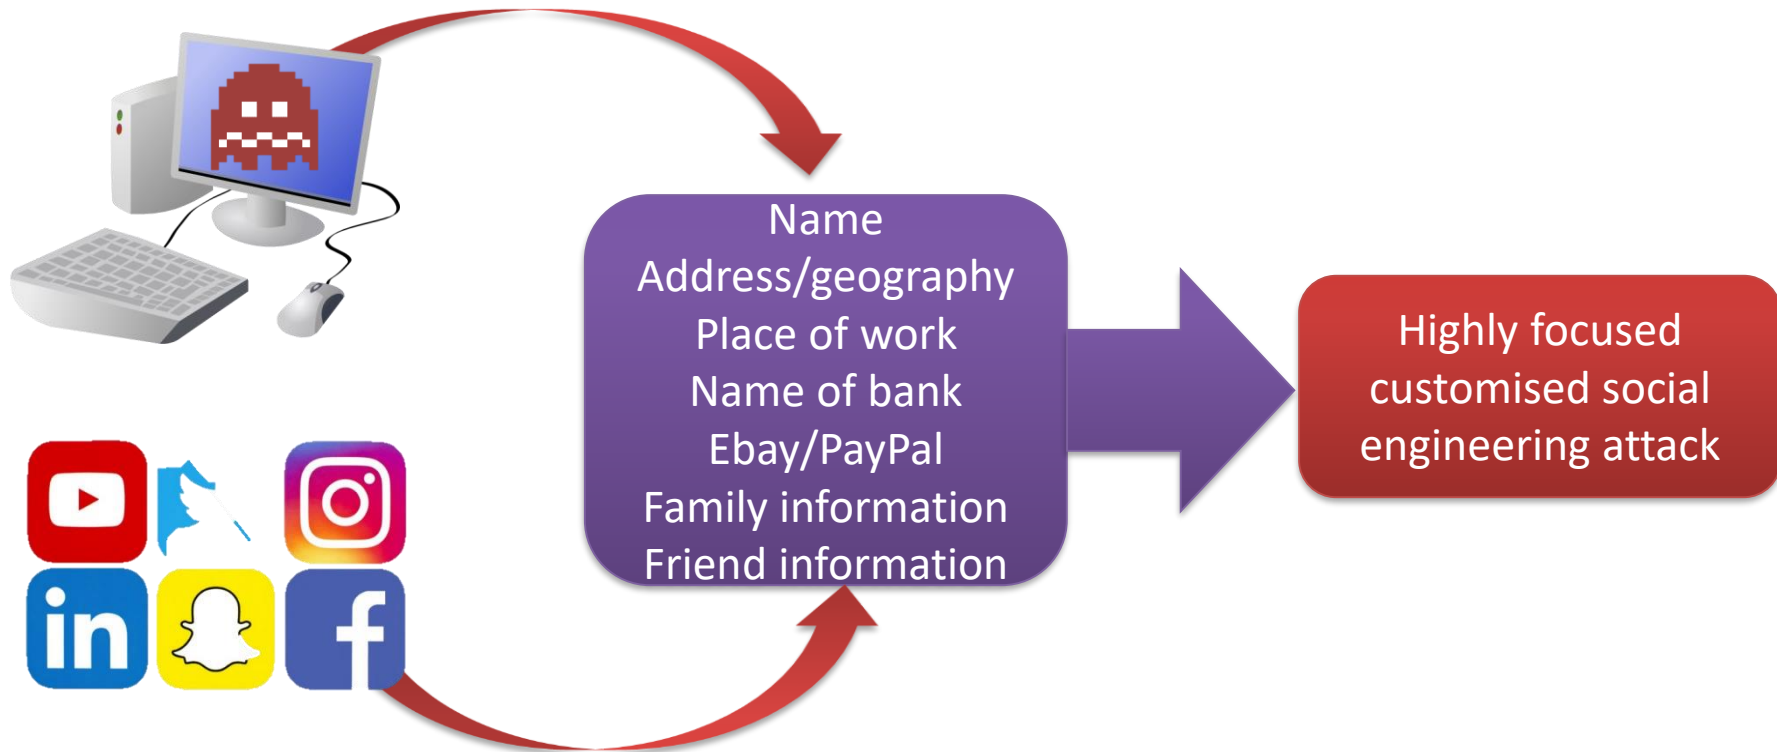 Name
Address/geography
Place of work
Name of bank
Ebay/PayPal
Family information
Friend information
Highly focused
customised social
engineering attack
in
f